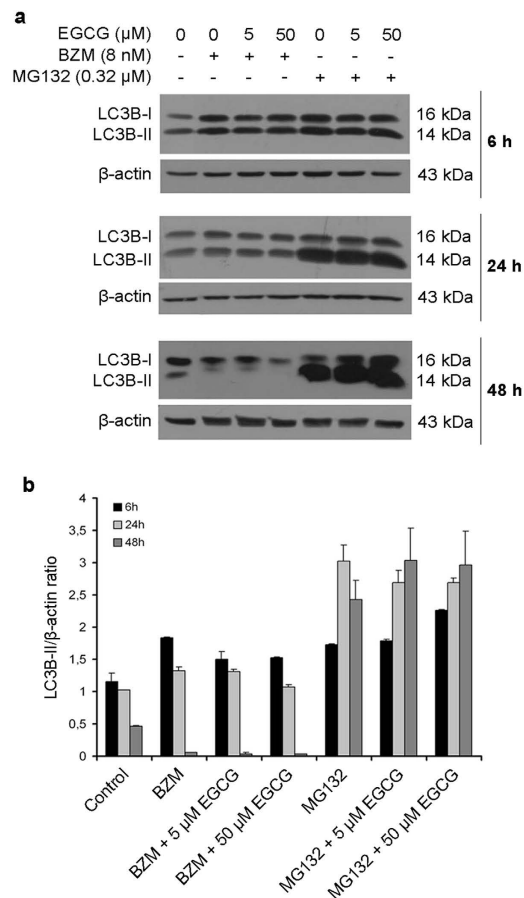 a
EGCG (μM) 0 0 5 50 0 5 50
BZM (8 nM) - + + + - - -
MG132 (0.32 μM) - - - - + + +
LC3B-I 16 kDa
LC3B-II 14 kDa
6 h
β-actin 43 kDa
LC3B-I 16 kDa
LC3B-II 14 kDa
24 h
β-actin 43 kDa
LC3B-I 16 kDa
LC3B-II 14 kDa
48 h
β-actin 43 kDa
b
LC3B-II/β-actin ratio
4
3,5
3
2,5
2
1,5
1
0,5
0
6h
24h
48h
Control
BZM
BZM + 5 μM EGCG
BZM + 50 μM EGCG
MG132
MG132 + 5 μM EGCG
MG132 + 50 μM EGCG